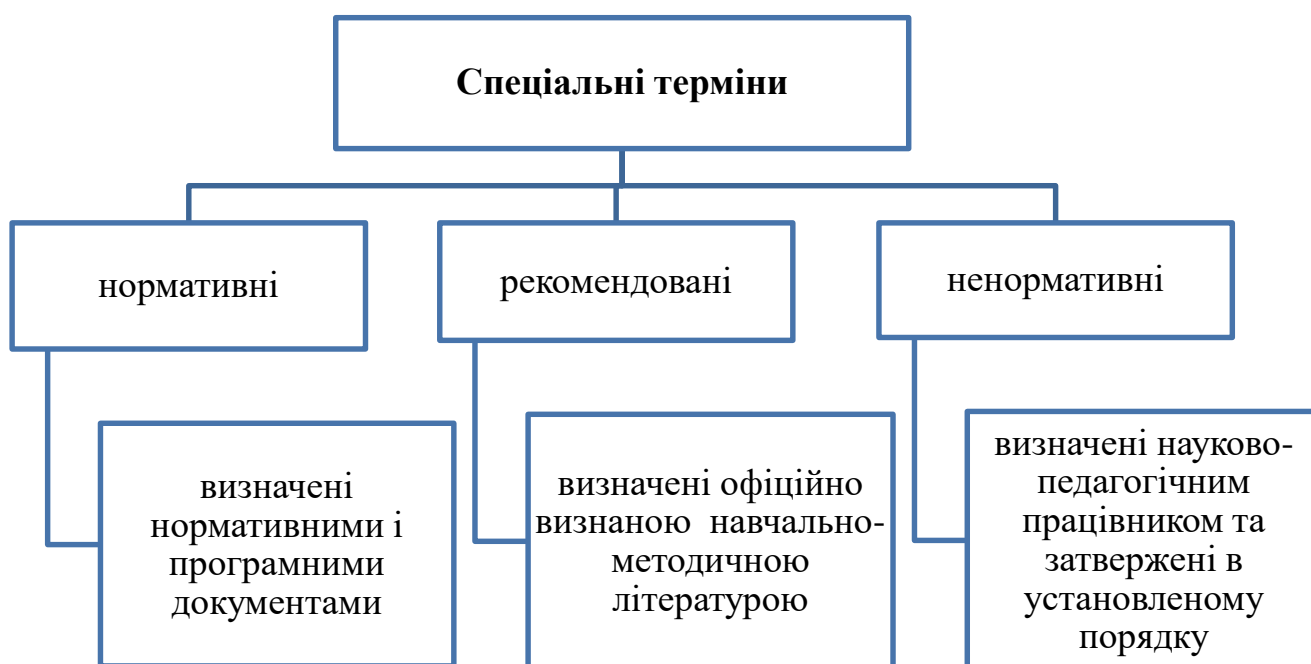 Спеціальні терміни
нормативні
рекомендовані
ненормативні
визначені
нормативними і
програмними
документами
визначені офіційно
визнаною навчально-
методичною
літературою
визначені науково-
педагогічним
працівником та
затвержені в
установленому
порядку